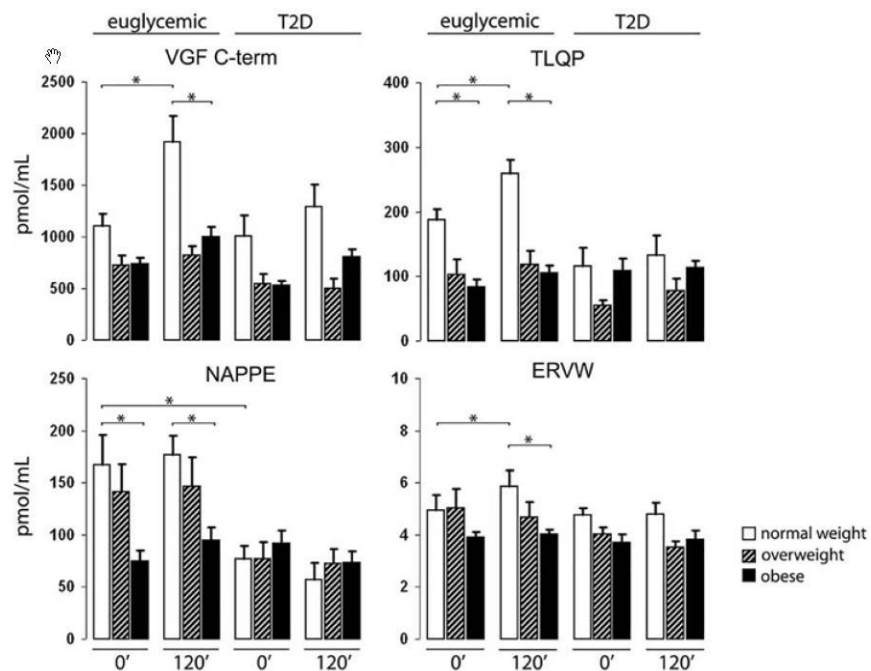 euglycemic T2D euglycemic T2D
VGF C-term
2500
2000
1500
1000
500
0
pmol/mL
*
*
TLQP
400
300
200
100
0
*
*
*
NAPPE
250
200
150
100
50
0
pmol/mL
*
*
*
0' 120' 0' 120'
ERVW
10
8
6
4
2
0
*
*
0' 120' 0' 120'
normal weight
overweight
obese